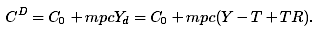 C^D = C_0 + mpcY_d = C_0 + mpc(Y − T + TR).